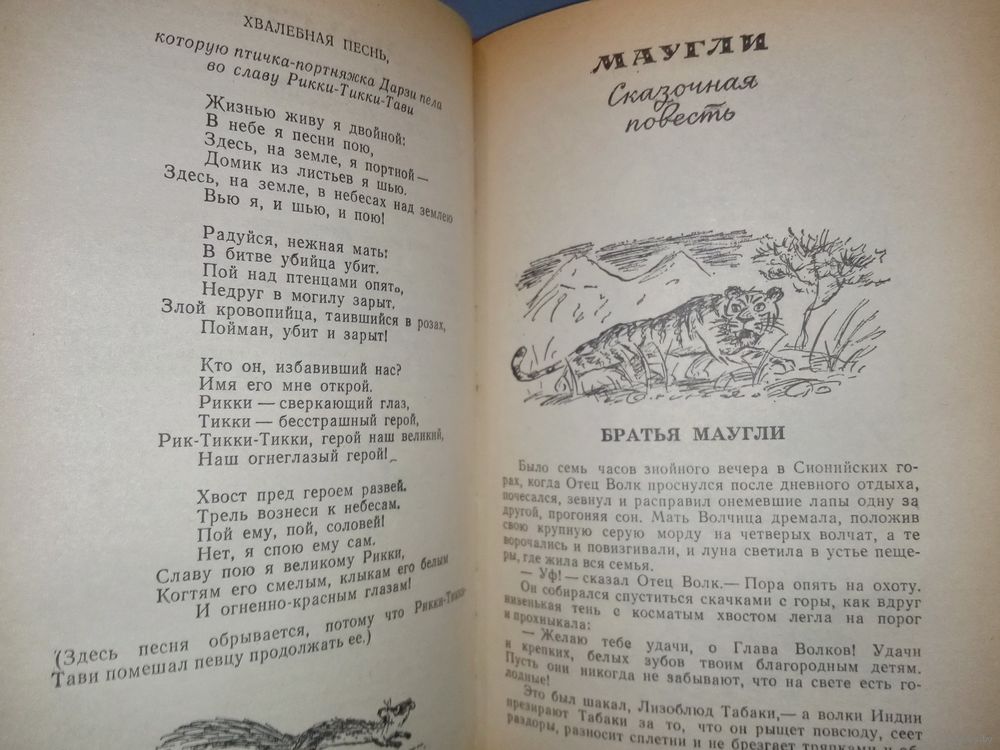 ХВАЛЕБНАЯ ПЕСНЬ,
которую птичка-портняжка Дарзи пела
во славу Рикки-Тикки-Тави
Жизнью живу я двойной:
В небе я песни пою,
Здесь, на земле, я портной —
Домик из листьев я шью.
Здесь, на земле, в небесах над землею
Вью я, и шью, и пою!
Радуйся, нежная мать:
В битве убийца убит.
Пой над птенцами опять,
Недруг в могилу зарыт.
Злой кровопийца, таившийся в розах,
Пойман, убит и зарыт!
Кто он, избавивший нас?
Имя его мне открой.
Рикки — сверкающий глаз,
Тикки — бесстрашный герой,
Рик-Тикки-Тикки, герой наш великий,
Наш огнеглазый герой!
Хвост пред героем развей.
Трель вознеси к небесам.
Пой ему, пой, соловей!
Нет, я спою ему сам.
Славу пою я великому Рикки,
Когтям его смелым, клыкам его белым
И огненно-красным глазам!
(Здесь песня обрывается, потому что Рикки-Тикки-
Тави помешал певцу продолжать ее.)
МАУГЛИ
Сказочная
повесть
БРАТЬЯ МАУГЛИ
Было семь часов знойного вечера в Сионийских го-
рах, когда Отец Волк проснулся после дневного отдыха,
почесался, зевнул и расправил онемевшие лапы одну за
другой, прогоняя сон. Мать Волчица дремала, положив
свою крупную серую морду на четверых волчат, а те
ворочались и повизгивали, и луна светила в устье пеще-
ры, где жила вся семья.
— Уф! — сказал Отец Волк.— Пора опять на охоту.
Он собирался спуститься скачками с горы, как вдруг
низенькая тень с косматым хвостом легла на порог
и прохныкала:
— Желаю тебе удачи, о Глава Волков! Удачи
и крепких, белых зубов твоим благородным детям.
Пусть они никогда не забывают, что на свете есть го-
лодные!
Это был шакал, Лизоблюд Табаки,— а волки Индии
презирают Табаки за то, что он рыщет повсюду, сеет
раздоры, разносит сплетни и не брезгает тряпками и